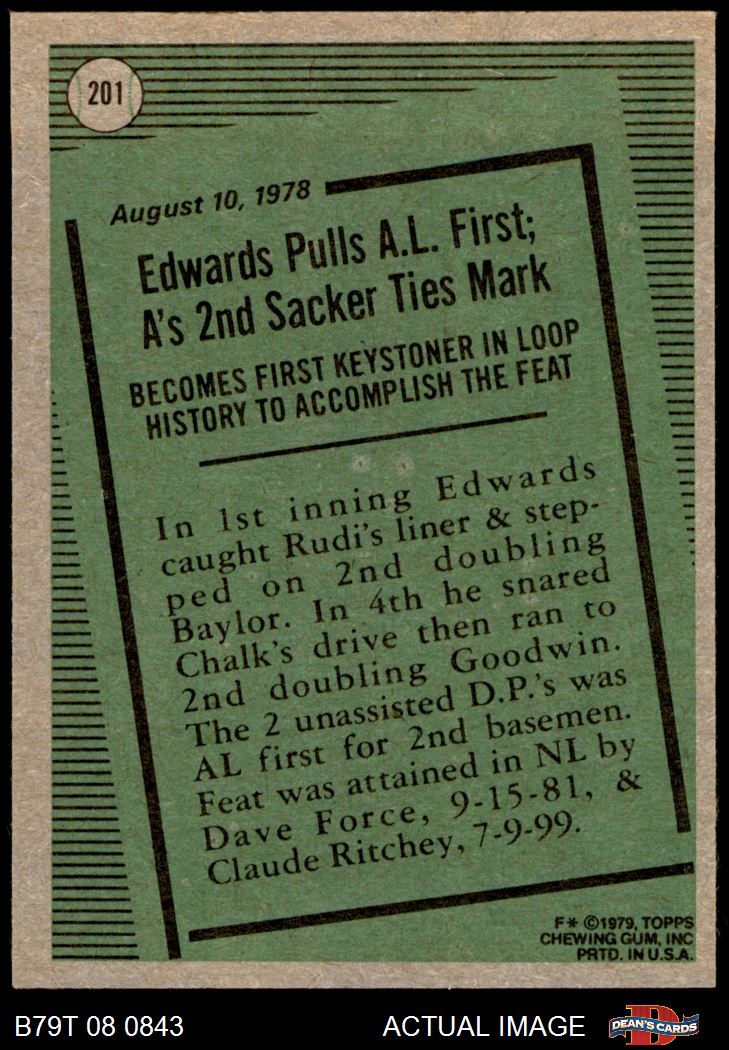 201
August 10, 1978
Edwards Pulls A.L. First;
A's 2nd Sacker Ties Mark
BECOMES FIRST KEYSTONER IN LOOP
HISTORY TO ACCOMPLISH THE FEAT
In 1st inning Edwards
caught Rudi's liner & step-
ped on 2nd doubling
Baylor. In 4th he snared
Chalk's drive then ran to
2nd doubling Goodwin.
The 2 unassisted D.P.'s was
AL first for 2nd basemen.
Feat was attained in NL by
Dave Force, 9-15-81, &
Claude Ritchey, 7-9-99.
F* ©1979, TOPPS
CHEWING GUM, INC
PRTD. IN U.S.A.
B79T 08 0843 ACTUAL IMAGE DEAN'S CARDS